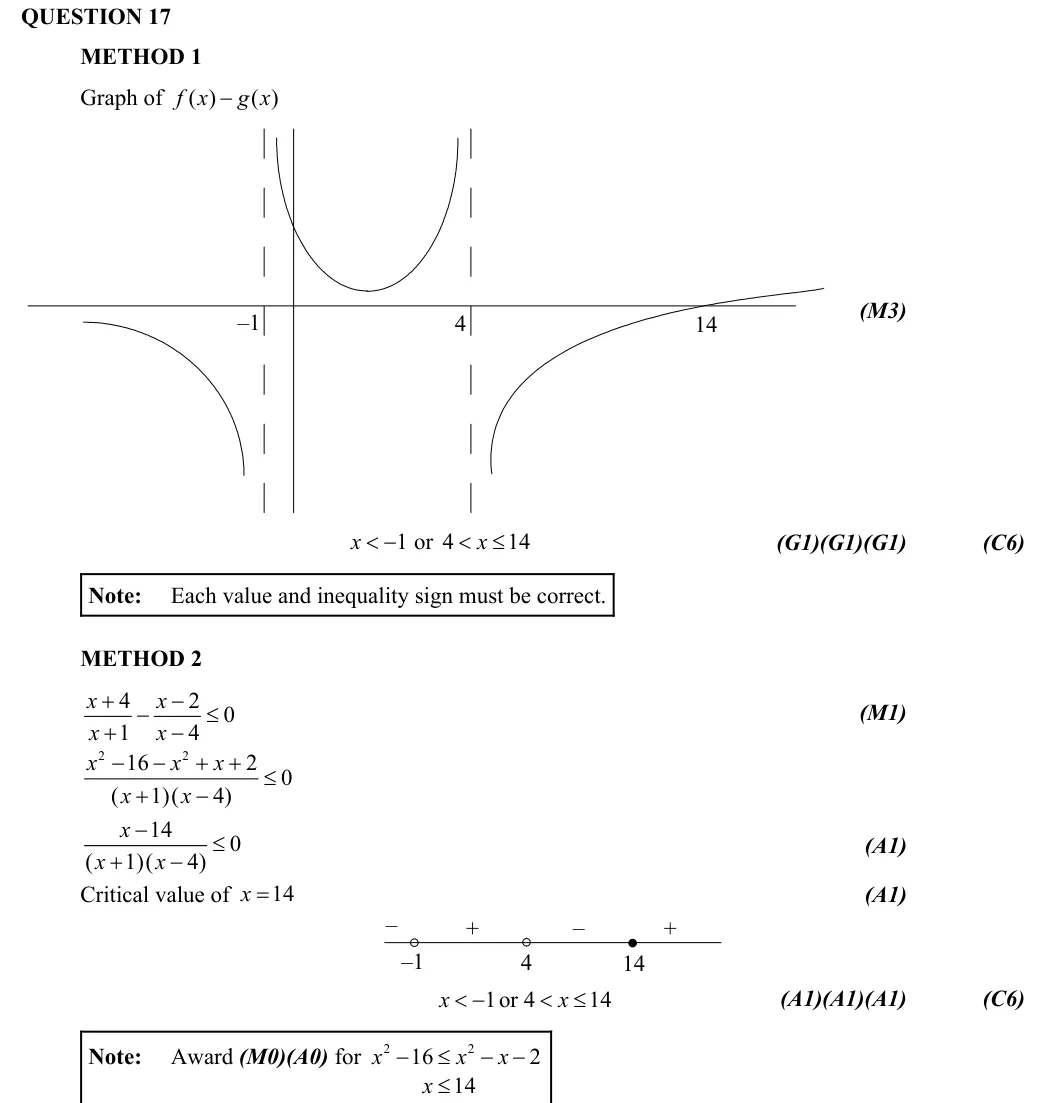 QUESTION 17
METHOD 1
Graph of f(x) − g(x)
–1 4 14 (M3)
x < −1 or 4 < x ≤ 14 (G1)(G1)(G1) (C6)
Note: Each value and inequality sign must be correct.
METHOD 2
(x + 4)/(x + 1) − (x − 2)/(x − 4) ≤ 0 (M1)
(x² − 16 − x² + x + 2)/((x + 1)(x − 4)) ≤ 0
(x − 14)/((x + 1)(x − 4)) ≤ 0 (A1)
Critical value of x = 14 (A1)
– + – +
–1 4 14
x < −1 or 4 < x ≤ 14 (A1)(A1)(A1) (C6)
Note: Award (M0)(A0) for x² − 16 ≤ x² − x − 2
x ≤ 14